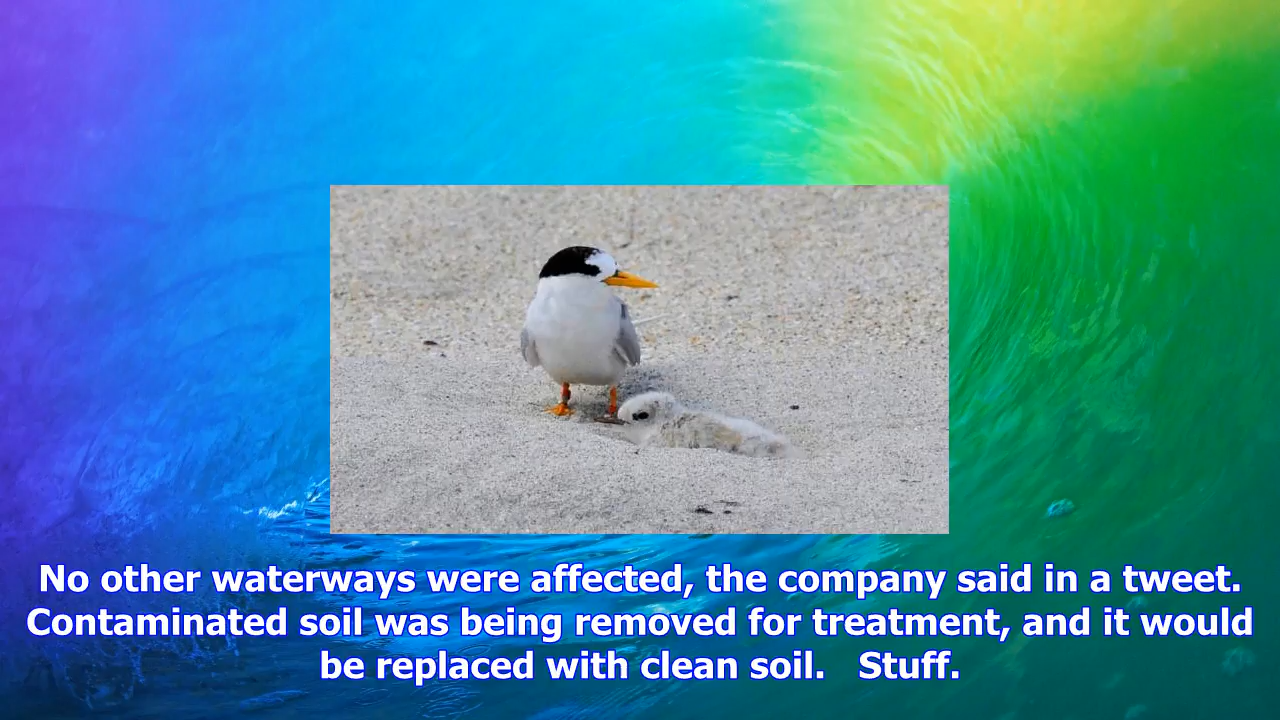 No other waterways were affected, the company said in a tweet.
Contaminated soil was being removed for treatment, and it would
be replaced with clean soil.   Stuff.